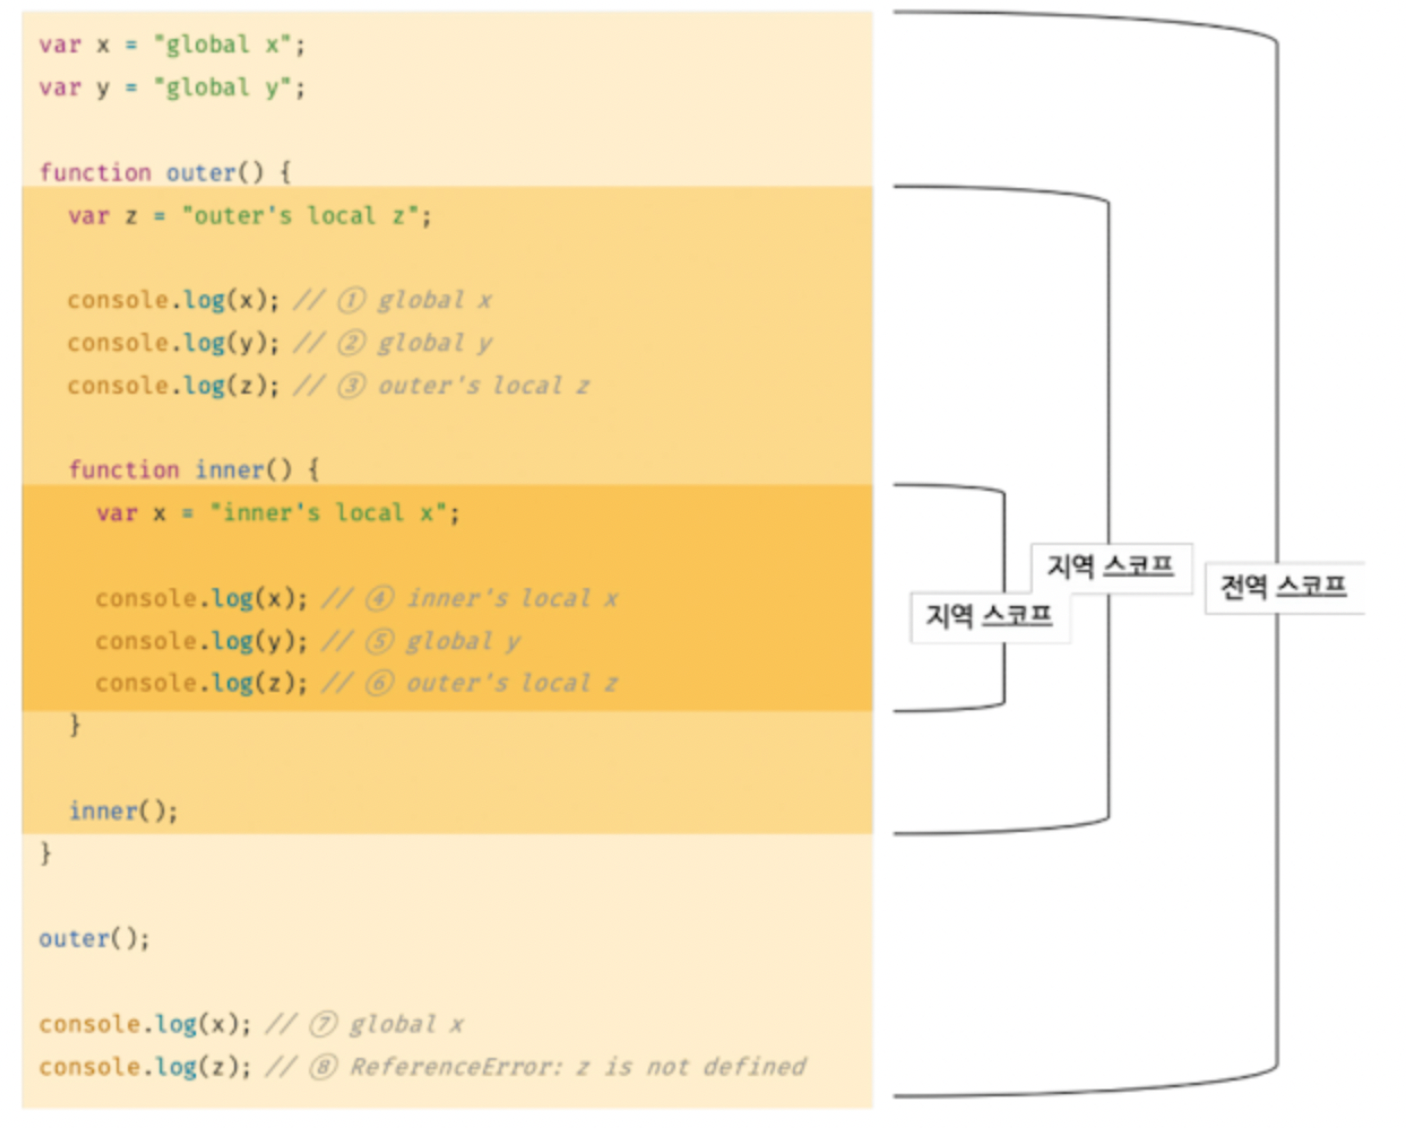 var x = "global x";
var y = "global y";
function outer() {
var z = "outer's local z";
console.log(x); // ① global x
console.log(y); // ② global y
console.log(z); // ③ outer's local z
function inner() {
var x = "inner's local x";
console.log(x); // ④ inner's local x
console.log(y); // ⑤ global y
console.log(z); // ⑥ outer's local z
}
inner();
}
outer();
console.log(x); // ⑦ global x
console.log(z); // ⑧ ReferenceError: z is not defined
지역 스코프
지역 스코프
전역 스코프